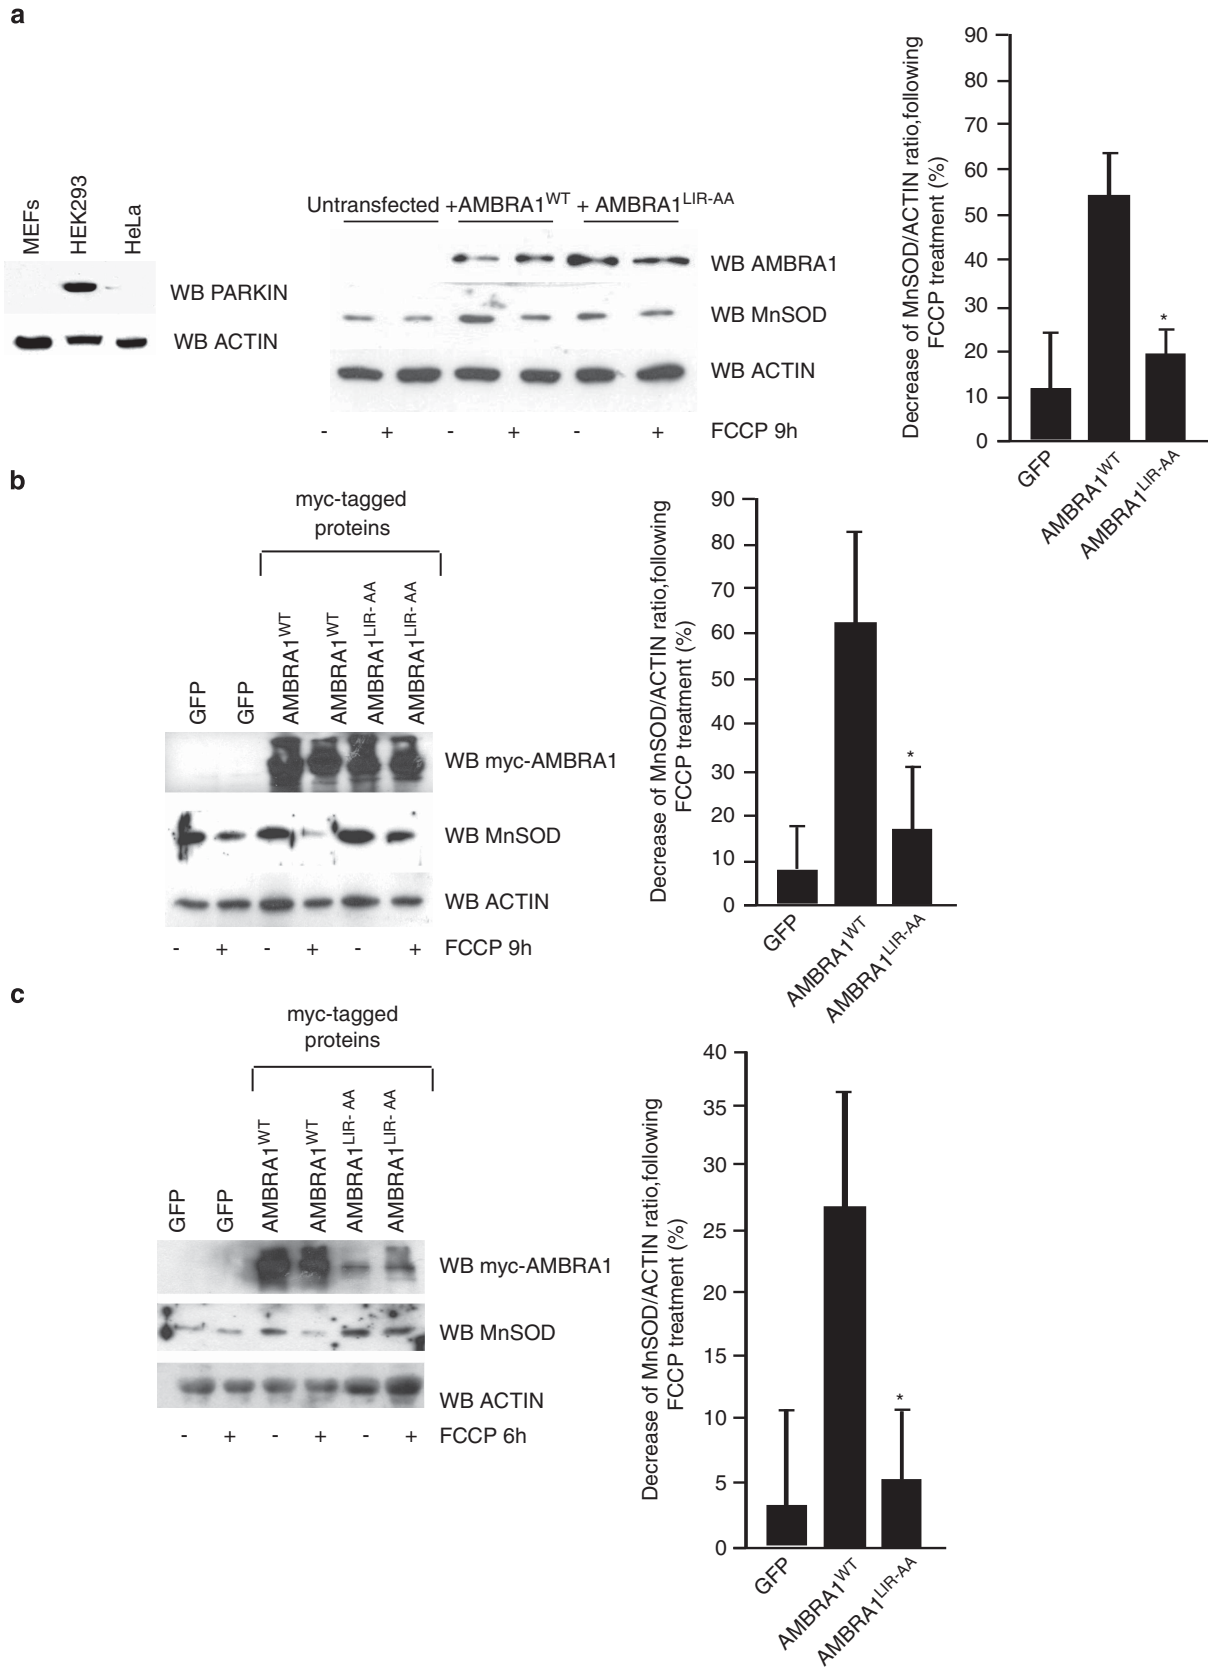 a
MEFs
HEK293
HeLa
WB PARKIN
WB ACTIN
Untransfected +AMBRA1WT + AMBRA1LIR-AA
WB AMBRA1
WB MnSOD
WB ACTIN
- + - + - + FCCP 9h
Decrease of MnSOD/ACTIN ratio,following
FCCP treatment (%)
90
80
70
60
50
40
30
20
10
0
*
GFP
AMBRA1WT
AMBRA1LIR-AA
b
myc-tagged
proteins
GFP
GFP
AMBRA1WT
AMBRA1WT
AMBRA1LIR- AA
AMBRA1LIR- AA
WB myc-AMBRA1
WB MnSOD
WB ACTIN
- + - + - + FCCP 9h
Decrease of MnSOD/ACTIN ratio,following
FCCP treatment (%)
90
80
70
60
50
40
30
20
10
0
*
GFP
AMBRA1WT
AMBRA1LIR-AA
c
myc-tagged
proteins
GFP
GFP
AMBRA1WT
AMBRA1WT
AMBRA1LIR- AA
AMBRA1LIR- AA
WB myc-AMBRA1
WB MnSOD
WB ACTIN
- + - + - + FCCP 6h
Decrease of MnSOD/ACTIN ratio,following
FCCP treatment (%)
40
35
30
25
20
15
10
5
0
*
GFP
AMBRA1WT
AMBRA1LIR-AA